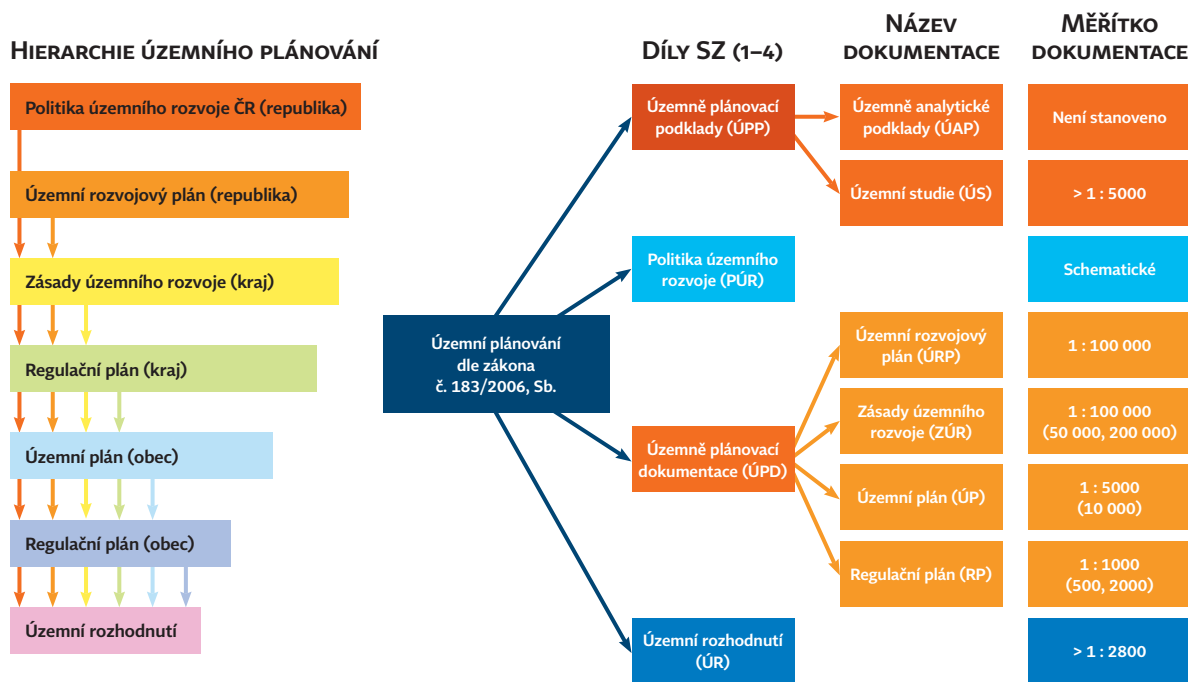 HIERARCHIE ÚZEMNÍHO PLÁNOVÁNÍ
Politika územního rozvoje ČR (republika)
Územní rozvojový plán (republika)
Zásady územního rozvoje (kraj)
Regulační plán (kraj)
Územní plán (obec)
Regulační plán (obec)
Územní rozhodnutí
Územní plánování
dle zákona
č. 183/2006, Sb.
DÍLY SZ (1–4)
Územně plánovací
podklady (ÚPP)
Politika územního
rozvoje (PÚR)
Územně plánovací
dokumentace (ÚPD)
Územní rozhodnutí
(ÚR)
NÁZEV
DOKUMENTACE
Územně analytické
podklady (ÚAP)
Územní studie (ÚS)
Územní rozvojový
plán (ÚRP)
Zásady územního
rozvoje (ZÚR)
Územní plán (ÚP)
Regulační plán (RP)
MĚŘÍTKO
DOKUMENTACE
Není stanoveno
> 1 : 5000
Schematické
1 : 100 000
1 : 100 000
(50 000, 200 000)
1 : 5000
(10 000)
1 : 1000
(500, 2000)
> 1 : 2800